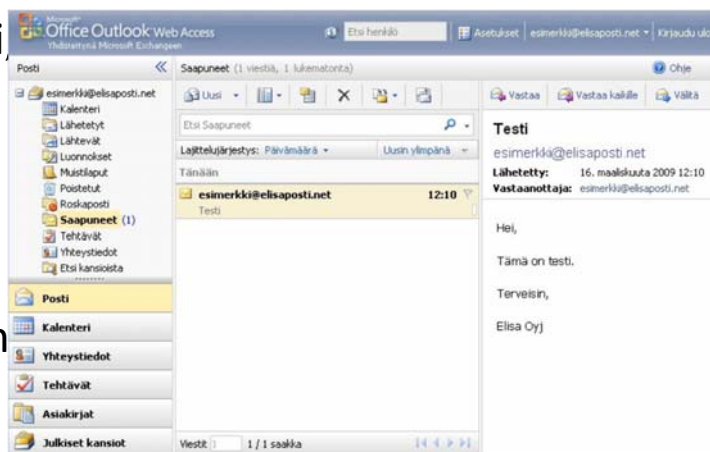 i,
n
Microsoft
Office Outlook Web Access
Yhdistettynä Microsoft Exchangeen
Etsi henkilö
Asetukset
esimerkki@elisaposti.net
Kirjaudu ulo
Posti
esimerkki@elisaposti.net
Kalenteri
Lähetetyt
Lähtevät
Luonnokset
Muistilaput
Poistetut
Roskaposti
Saapuneet (1)
Tehtävät
Yhteystiedot
Etsi kansioista
Posti
Kalenteri
Yhteystiedot
Tehtävät
Asiakirjat
Julkiset kansiot
Saapuneet (1 viestiä, 1 lukematonta)
Ohje
Uusi
Etsi Saapuneet
Lajittelujärjestys: Päivämäärä
Uusin ylimpänä
Tänään
esimerkki@elisaposti.net 12:10
Testi
Viestit 1 1 / 1 saakka
Vastaa
Vastaa kaikille
Välitä
Testi
esimerkki@elisaposti.net
Lähetetty: 16. maaliskuuta 2009 12:10
Vastaanottaja: esimerkki@elisaposti.net
Hei,
Tämä on testi.
Terveisin,
Elisa Oyj